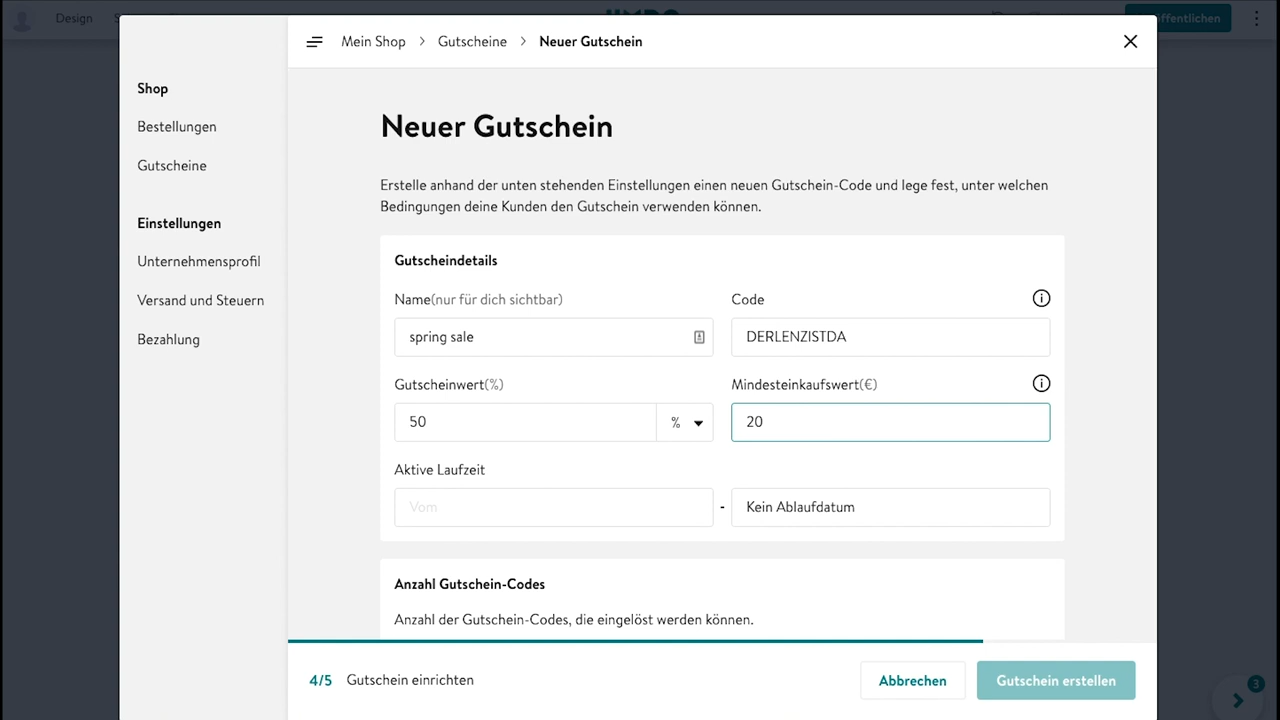 Design
JIMDO
Mein Shop > Gutscheine > Neuer Gutschein
Shop
Bestellungen
Gutscheine
Einstellungen
Unternehmensprofil
Versand und Steuern
Bezahlung
Neuer Gutschein
Erstelle anhand der unten stehenden Einstellungen einen neuen Gutschein-Code und lege fest, unter welchen
Bedingungen deine Kunden den Gutschein verwenden können.
Gutscheindetails
Name(nur für dich sichtbar)
Code
spring sale
DERLENZISTDA
Gutscheinwert(%)
Mindesteinkaufswert(€)
50
%
20
Aktive Laufzeit
Vom
-
Kein Ablaufdatum
Anzahl Gutschein-Codes
Anzahl der Gutschein-Codes, die eingelöst werden können.
4/5 Gutschein einrichten
Abbrechen
Gutschein erstellen
3